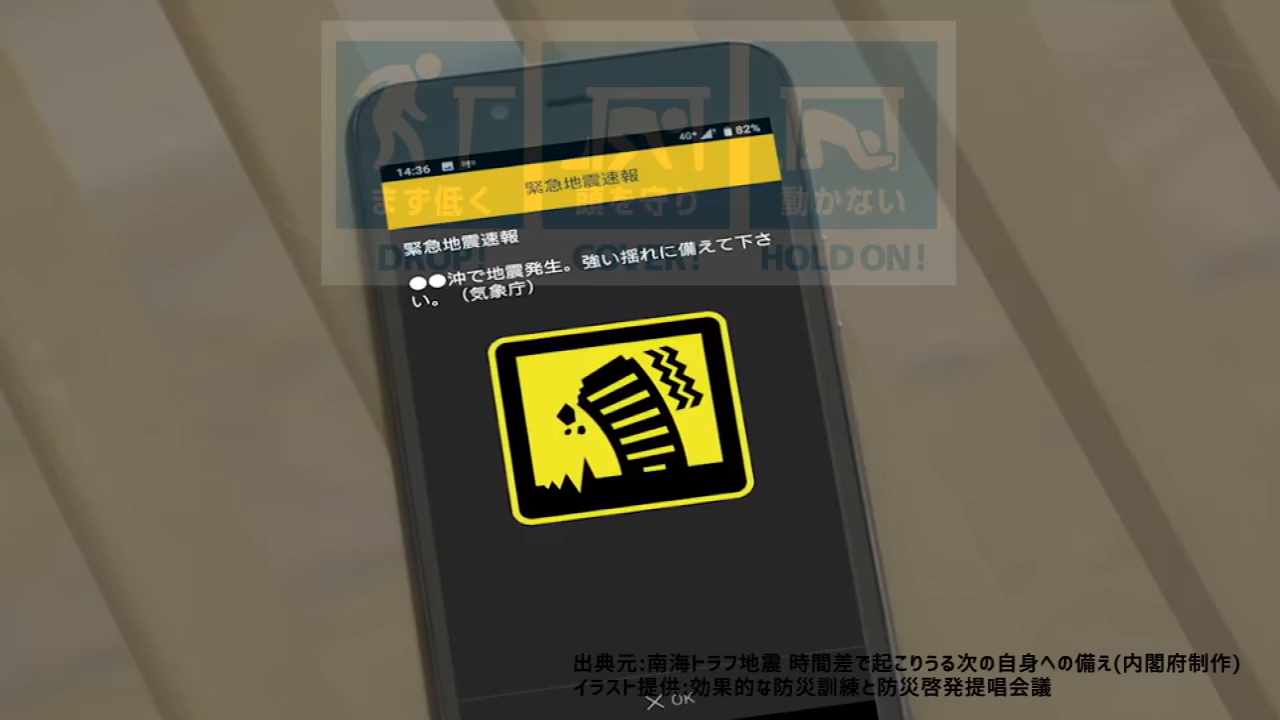 まず低く
頭を守り
動かない
DROP!
COVER!
HOLD ON!
14:36
4G+
82%
緊急地震速報
緊急地震速報
●●沖で地震発生。強い揺れに備えて下さ
い。（気象庁）
OK
出典元:南海トラフ地震 時間差で起こりうる次の自身への備え(内閣府制作)
イラスト提供:効果的な防災訓練と防災啓発提唱会議